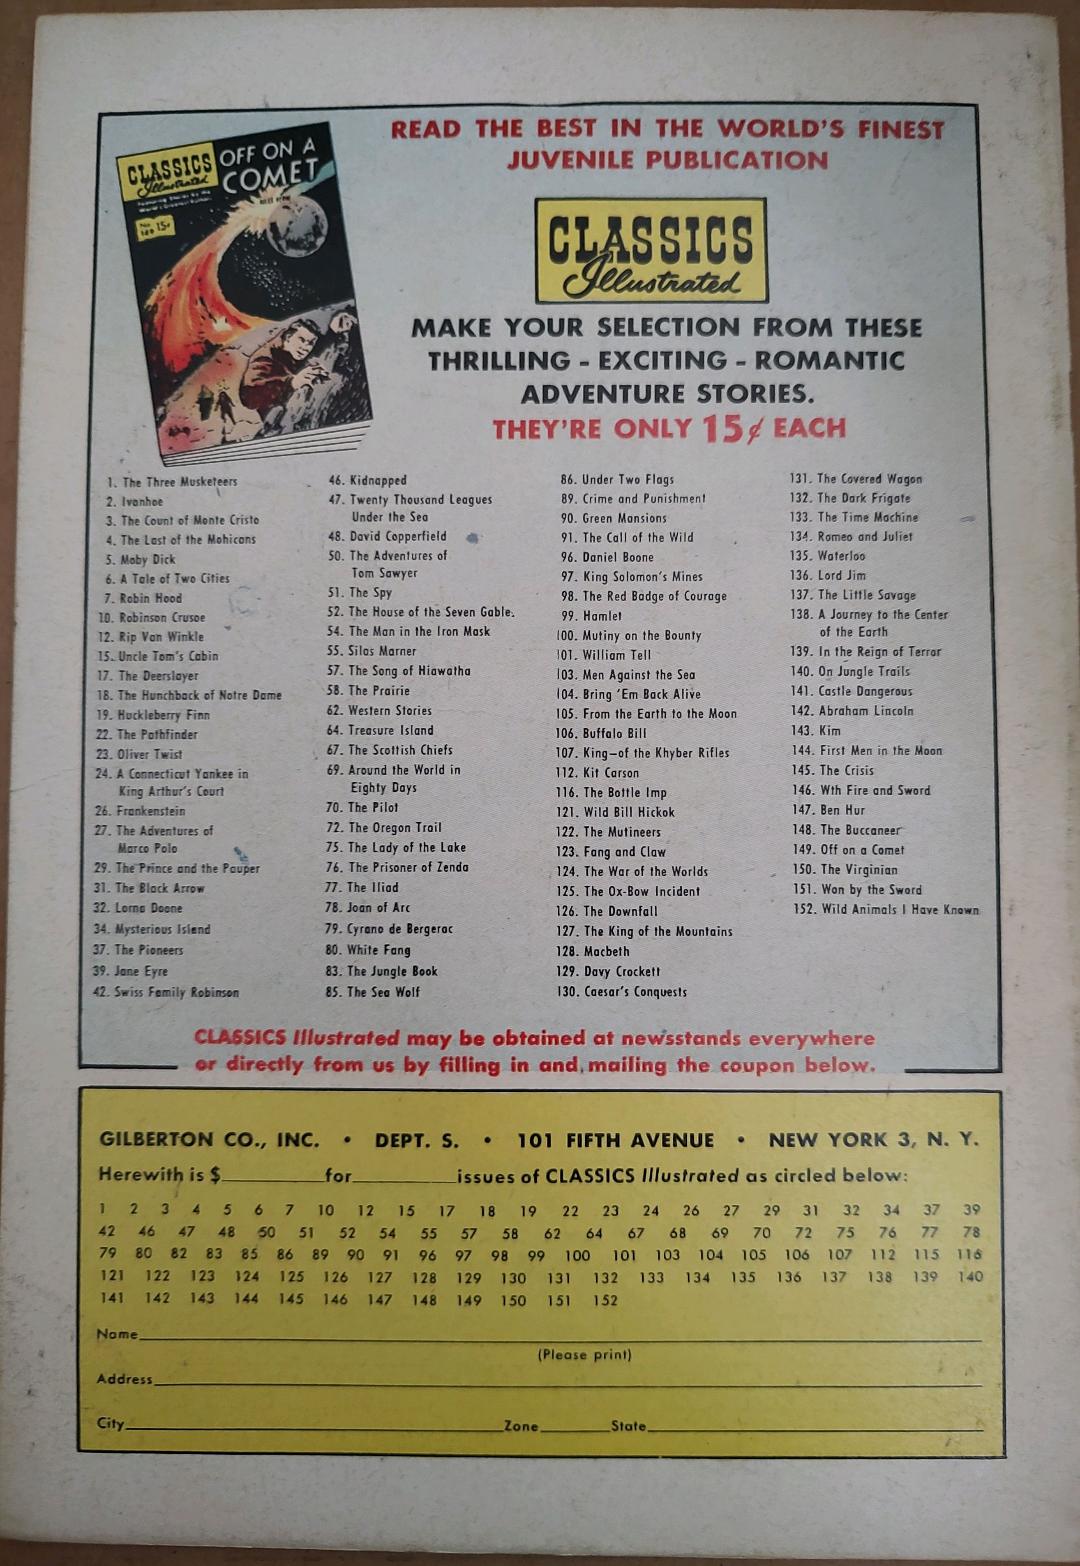 READ THE BEST IN THE WORLD'S FINEST
JUVENILE PUBLICATION
CLASSICS
Illustrated
OFF ON A
COMET
CLASSICS
Illustrated
Featuring Stories by the
World's Greatest Authors
No.
149
15¢
MAKE YOUR SELECTION FROM THESE
THRILLING - EXCITING - ROMANTIC
ADVENTURE STORIES.
THEY'RE ONLY 15¢ EACH
1. The Three Musketeers
2. Ivanhoe
3. The Count of Monte Cristo
4. The Last of the Mohicans
5. Moby Dick
6. A Tale of Two Cities
7. Robin Hood
10. Robinson Crusoe
12. Rip Van Winkle
15. Uncle Tom's Cabin
17. The Deerslayer
18. The Hunchback of Notre Dame
19. Huckleberry Finn
22. The Pathfinder
23. Oliver Twist
24. A Connecticut Yankee in
King Arthur's Court
26. Frankenstein
27. The Adventures of
Marco Polo
29. The Prince and the Pauper
31. The Black Arrow
32. Lorna Doone
34. Mysterious Island
37. The Pioneers
39. Jane Eyre
42. Swiss Family Robinson
46. Kidnapped
47. Twenty Thousand Leagues
Under the Sea
48. David Copperfield
50. The Adventures of
Tom Sawyer
51. The Spy
52. The House of the Seven Gable.
54. The Man in the Iron Mask
55. Silas Marner
57. The Song of Hiawatha
58. The Prairie
62. Western Stories
64. Treasure Island
67. The Scottish Chiefs
69. Around the World in
Eighty Days
70. The Pilot
72. The Oregon Trail
75. The Lady of the Lake
76. The Prisoner of Zenda
77. The Iliad
78. Joan of Arc
79. Cyrano de Bergerac
80. White Fang
83. The Jungle Book
85. The Sea Wolf
86. Under Two Flags
89. Crime and Punishment
90. Green Mansions
91. The Call of the Wild
96. Daniel Boone
97. King Solomon's Mines
98. The Red Badge of Courage
99. Hamlet
100. Mutiny on the Bounty
101. William Tell
103. Men Against the Sea
104. Bring 'Em Back Alive
105. From the Earth to the Moon
106. Buffalo Bill
107. King—of the Khyber Rifles
112. Kit Carson
116. The Bottle Imp
121. Wild Bill Hickok
122. The Mutineers
123. Fang and Claw
124. The War of the Worlds
125. The Ox-Bow Incident
126. The Downfall
127. The King of the Mountains
128. Macbeth
129. Davy Crockett
130. Caesar's Conquests
131. The Covered Wagon
132. The Dark Frigate
133. The Time Machine
134. Romeo and Juliet
135. Waterloo
136. Lord Jim
137. The Little Savage
138. A Journey to the Center
of the Earth
139. In the Reign of Terror
140. On Jungle Trails
141. Castle Dangerous
142. Abraham Lincoln
143. Kim
144. First Men in the Moon
145. The Crisis
146. Wth Fire and Sword
147. Ben Hur
148. The Buccaneer
149. Off on a Comet
150. The Virginian
151. Won by the Sword
152. Wild Animals I Have Known
CLASSICS Illustrated may be obtained at newsstands everywhere
or directly from us by filling in and mailing the coupon below.
GILBERTON CO., INC. • DEPT. S. • 101 FIFTH AVENUE • NEW YORK 3, N. Y.
Herewith is $__________for__________issues of CLASSICS Illustrated as circled below:
1 2 3 4 5 6 7 10 12 15 17 18 19 22 23 24 26 27 29 31 32 34 37 39
42 46 47 48 50 51 52 54 55 57 58 62 64 67 68 69 70 72 75 76 77 78
79 80 82 83 85 86 89 90 91 96 97 98 99 100 101 103 104 105 106 107 112 115 116
121 122 123 124 125 126 127 128 129 130 131 132 133 134 135 136 137 138 139 140
141 142 143 144 145 146 147 148 149 150 151 152
Name
(Please print)
Address
City__________Zone__________State__________